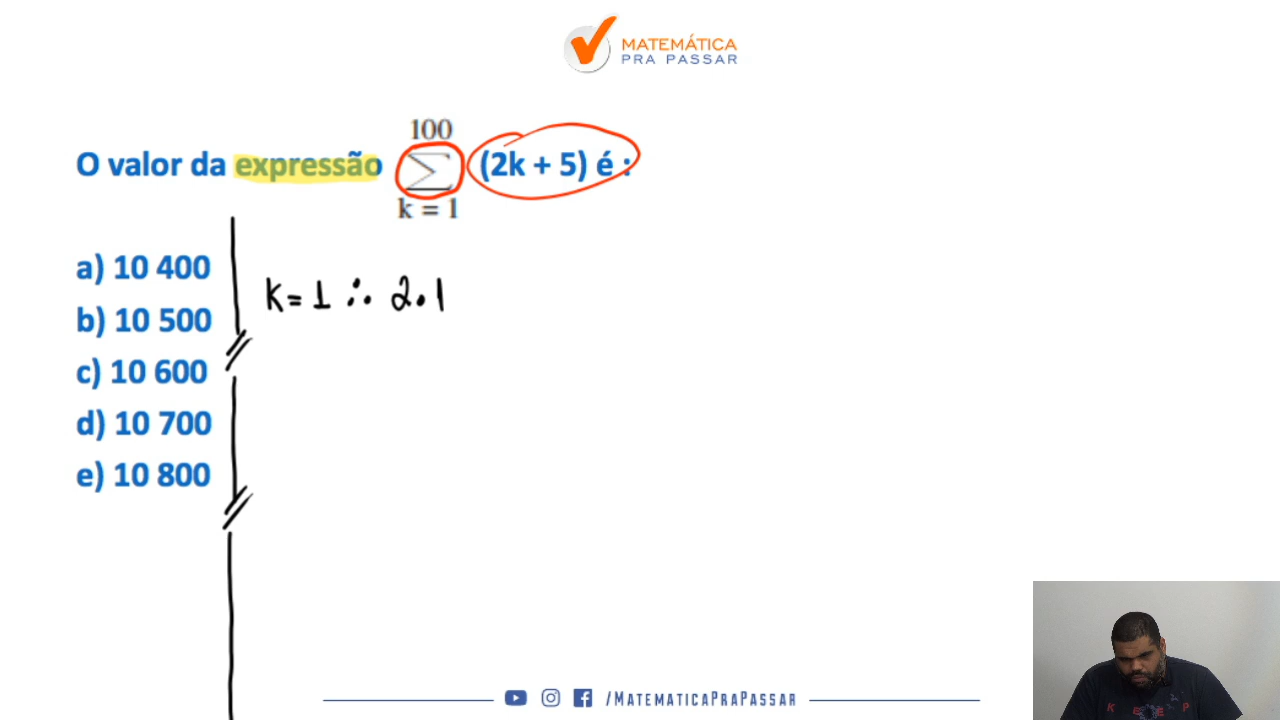 MATEMÁTICA
PRA PASSAR
100
O valor da expressão ∑ (2k + 5) é :
k = 1
a) 10 400
b) 10 500
c) 10 600
d) 10 700
e) 10 800
k = 1 ∴ 2.1
/MATEMATICAPRAPASSAR
K E E P